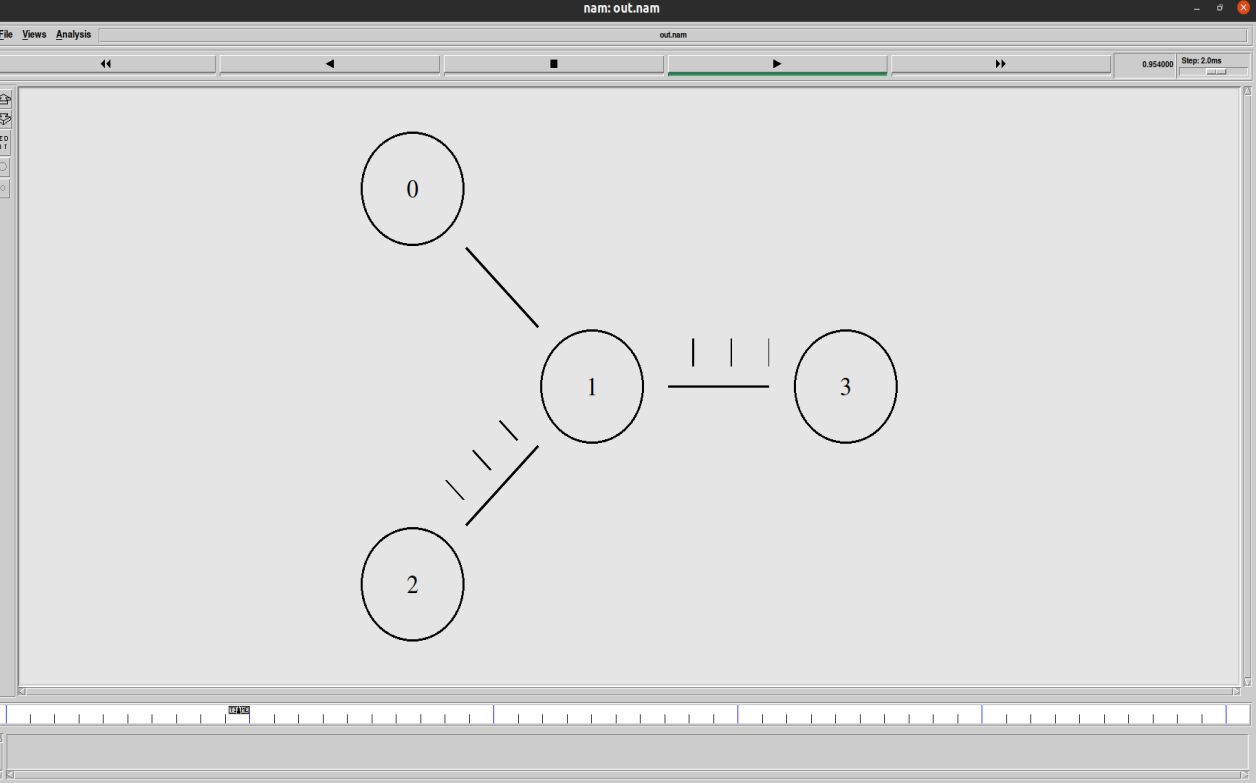 nam: out.nam
File Views Analysis
out.nam
0.954000
Step: 2.0ms
0
1
3
2